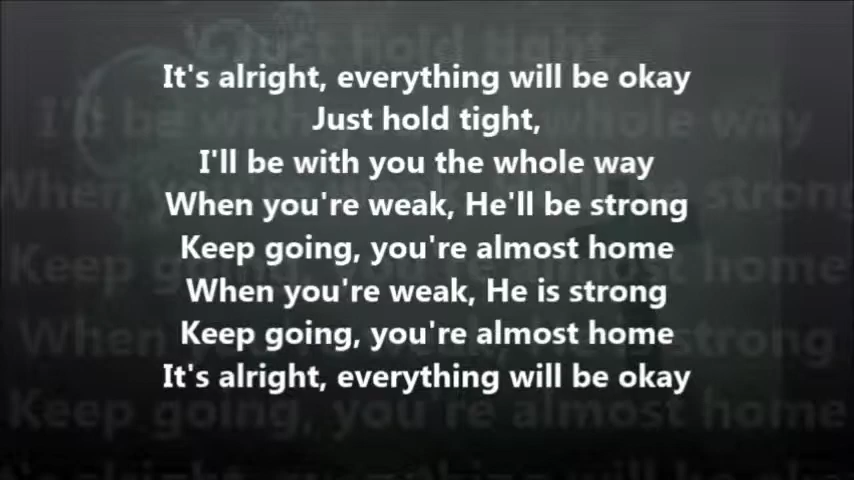 It's alright, everything will be okay
Just hold tight,
I'll be with you the whole way
When you're weak, He'll be strong
Keep going, you're almost home
When you're weak, He is strong
Keep going, you're almost home
It's alright, everything will be okay